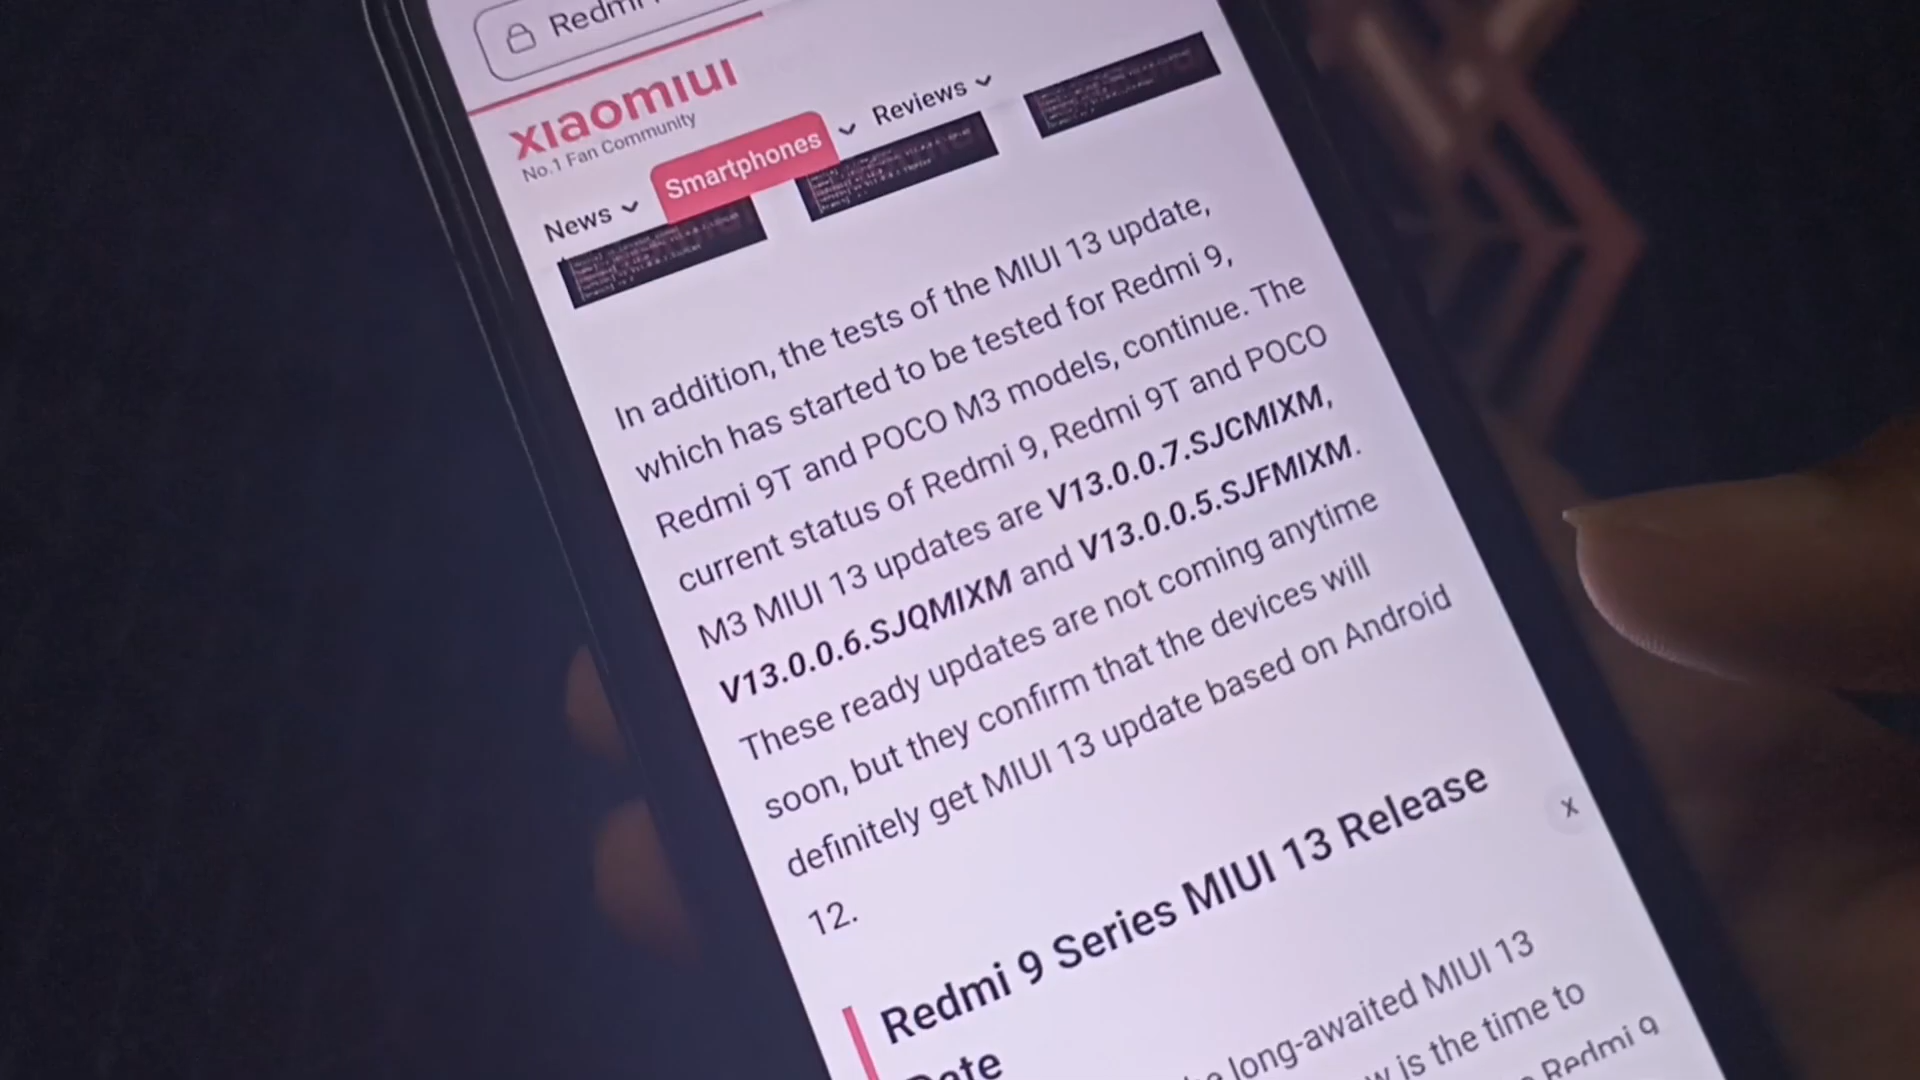 Redmi
xiaomiui
No.1 Fan Community
News
Smartphones
Reviews
In addition, the tests of the MIUI 13 update,
which has started to be tested for Redmi 9,
Redmi 9T and POCO M3 models, continue. The
current status of Redmi 9, Redmi 9T and POCO
M3 MIUI 13 updates are V13.0.0.7.SJCMIXM,
V13.0.0.6.SJQMIXM and V13.0.0.5.SJFMIXM.
These ready updates are not coming anytime
soon, but they confirm that the devices will
definitely get MIUI 13 update based on Android
12.
x
Redmi 9 Series MIUI 13 Release
Date
long-awaited MIUI 13
is the time to
Redmi 9